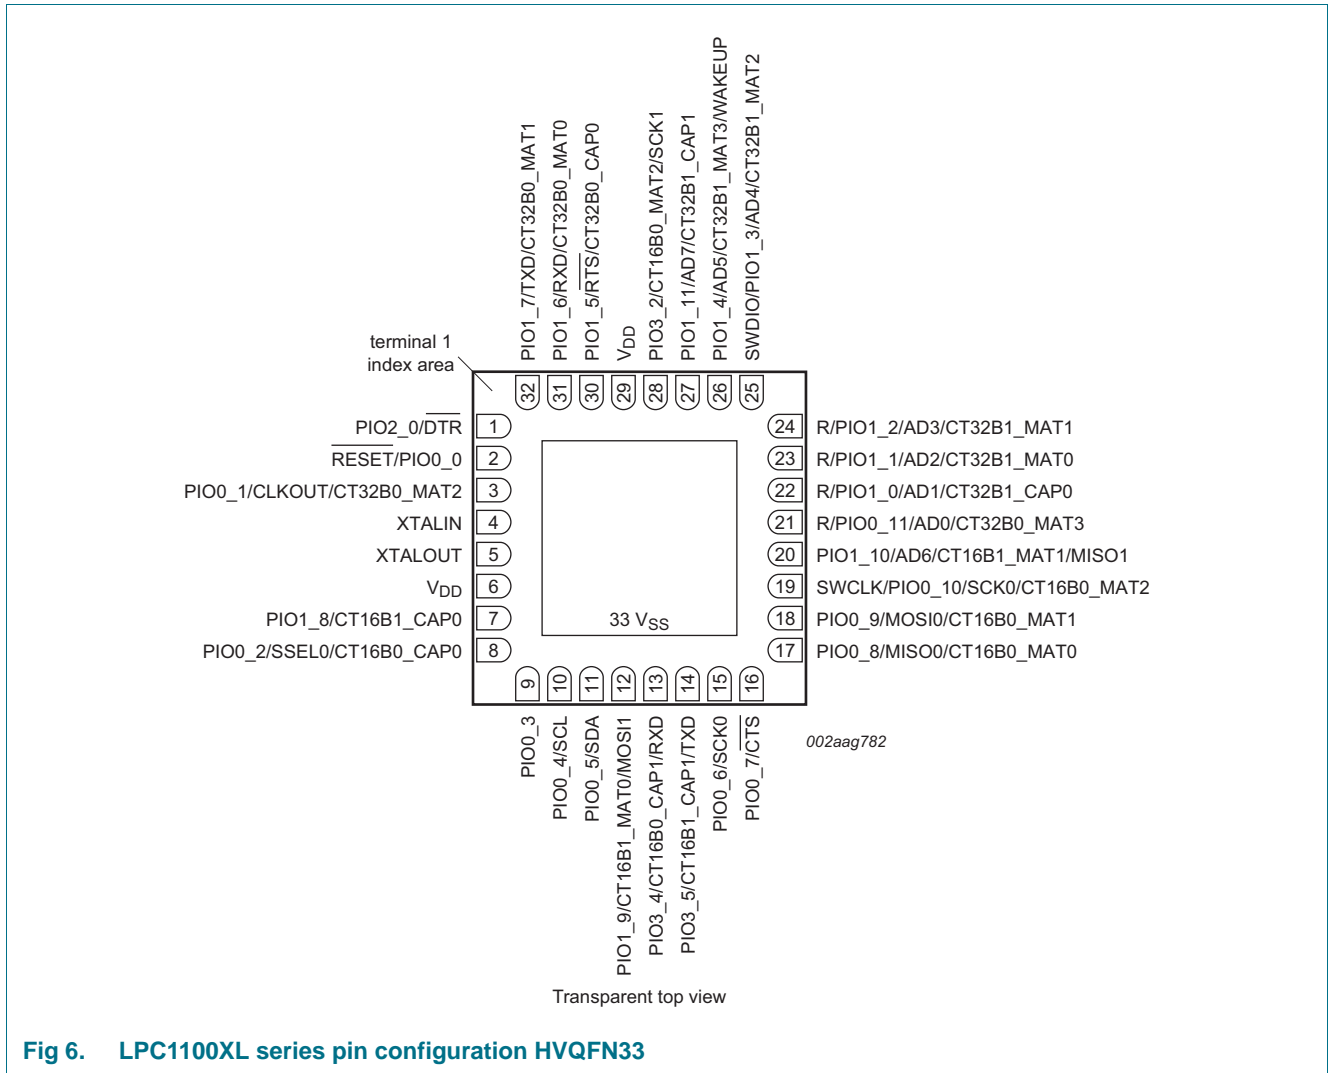 PIO1_7/TXD/CT32B0_MAT1
PIO1_6/RXD/CT32B0_MAT0
PIO1_5/RTS/CT32B0_CAP0
VDD
PIO3_2/CT16B0_MAT2/SCK1
PIO1_11/AD7/CT32B1_CAP1
PIO1_4/AD5/CT32B1_MAT3/WAKEUP
SWDIO/PIO1_3/AD4/CT32B1_MAT2
terminal 1
index area
32 31 30 29 28 27 26 25
PIO2_0/DTR 1
RESET/PIO0_0 2
PIO0_1/CLKOUT/CT32B0_MAT2 3
XTALIN 4
XTALOUT 5
VDD 6
PIO1_8/CT16B1_CAP0 7
PIO0_2/SSEL0/CT16B0_CAP0 8
24 R/PIO1_2/AD3/CT32B1_MAT1
23 R/PIO1_1/AD2/CT32B1_MAT0
22 R/PIO1_0/AD1/CT32B1_CAP0
21 R/PIO0_11/AD0/CT32B0_MAT3
20 PIO1_10/AD6/CT16B1_MAT1/MISO1
19 SWCLK/PIO0_10/SCK0/CT16B0_MAT2
18 PIO0_9/MOSI0/CT16B0_MAT1
17 PIO0_8/MISO0/CT16B0_MAT0
33 VSS
9 10 11 12 13 14 15 16
PIO0_3
PIO0_4/SCL
PIO0_5/SDA
PIO1_9/CT16B1_MAT0/MOSI1
PIO3_4/CT16B0_CAP1/RXD
PIO3_5/CT16B1_CAP1/TXD
PIO0_6/SCK0
PIO0_7/CTS
002aag782
Transparent top view
Fig 6. LPC1100XL series pin configuration HVQFN33